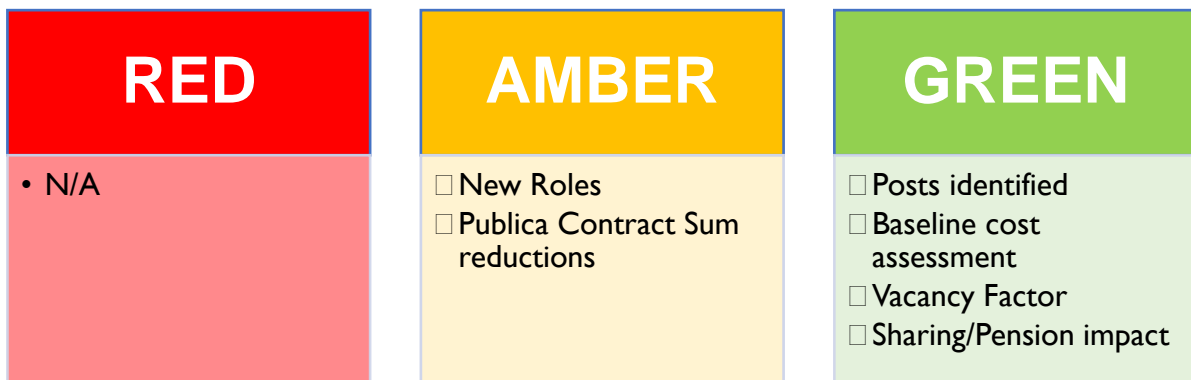 RED
• N/A
AMBER
□ New Roles
□ Publica Contract Sum
reductions
GREEN
□ Posts identified
□ Baseline cost
assessment
□ Vacancy Factor
□ Sharing/Pension impact